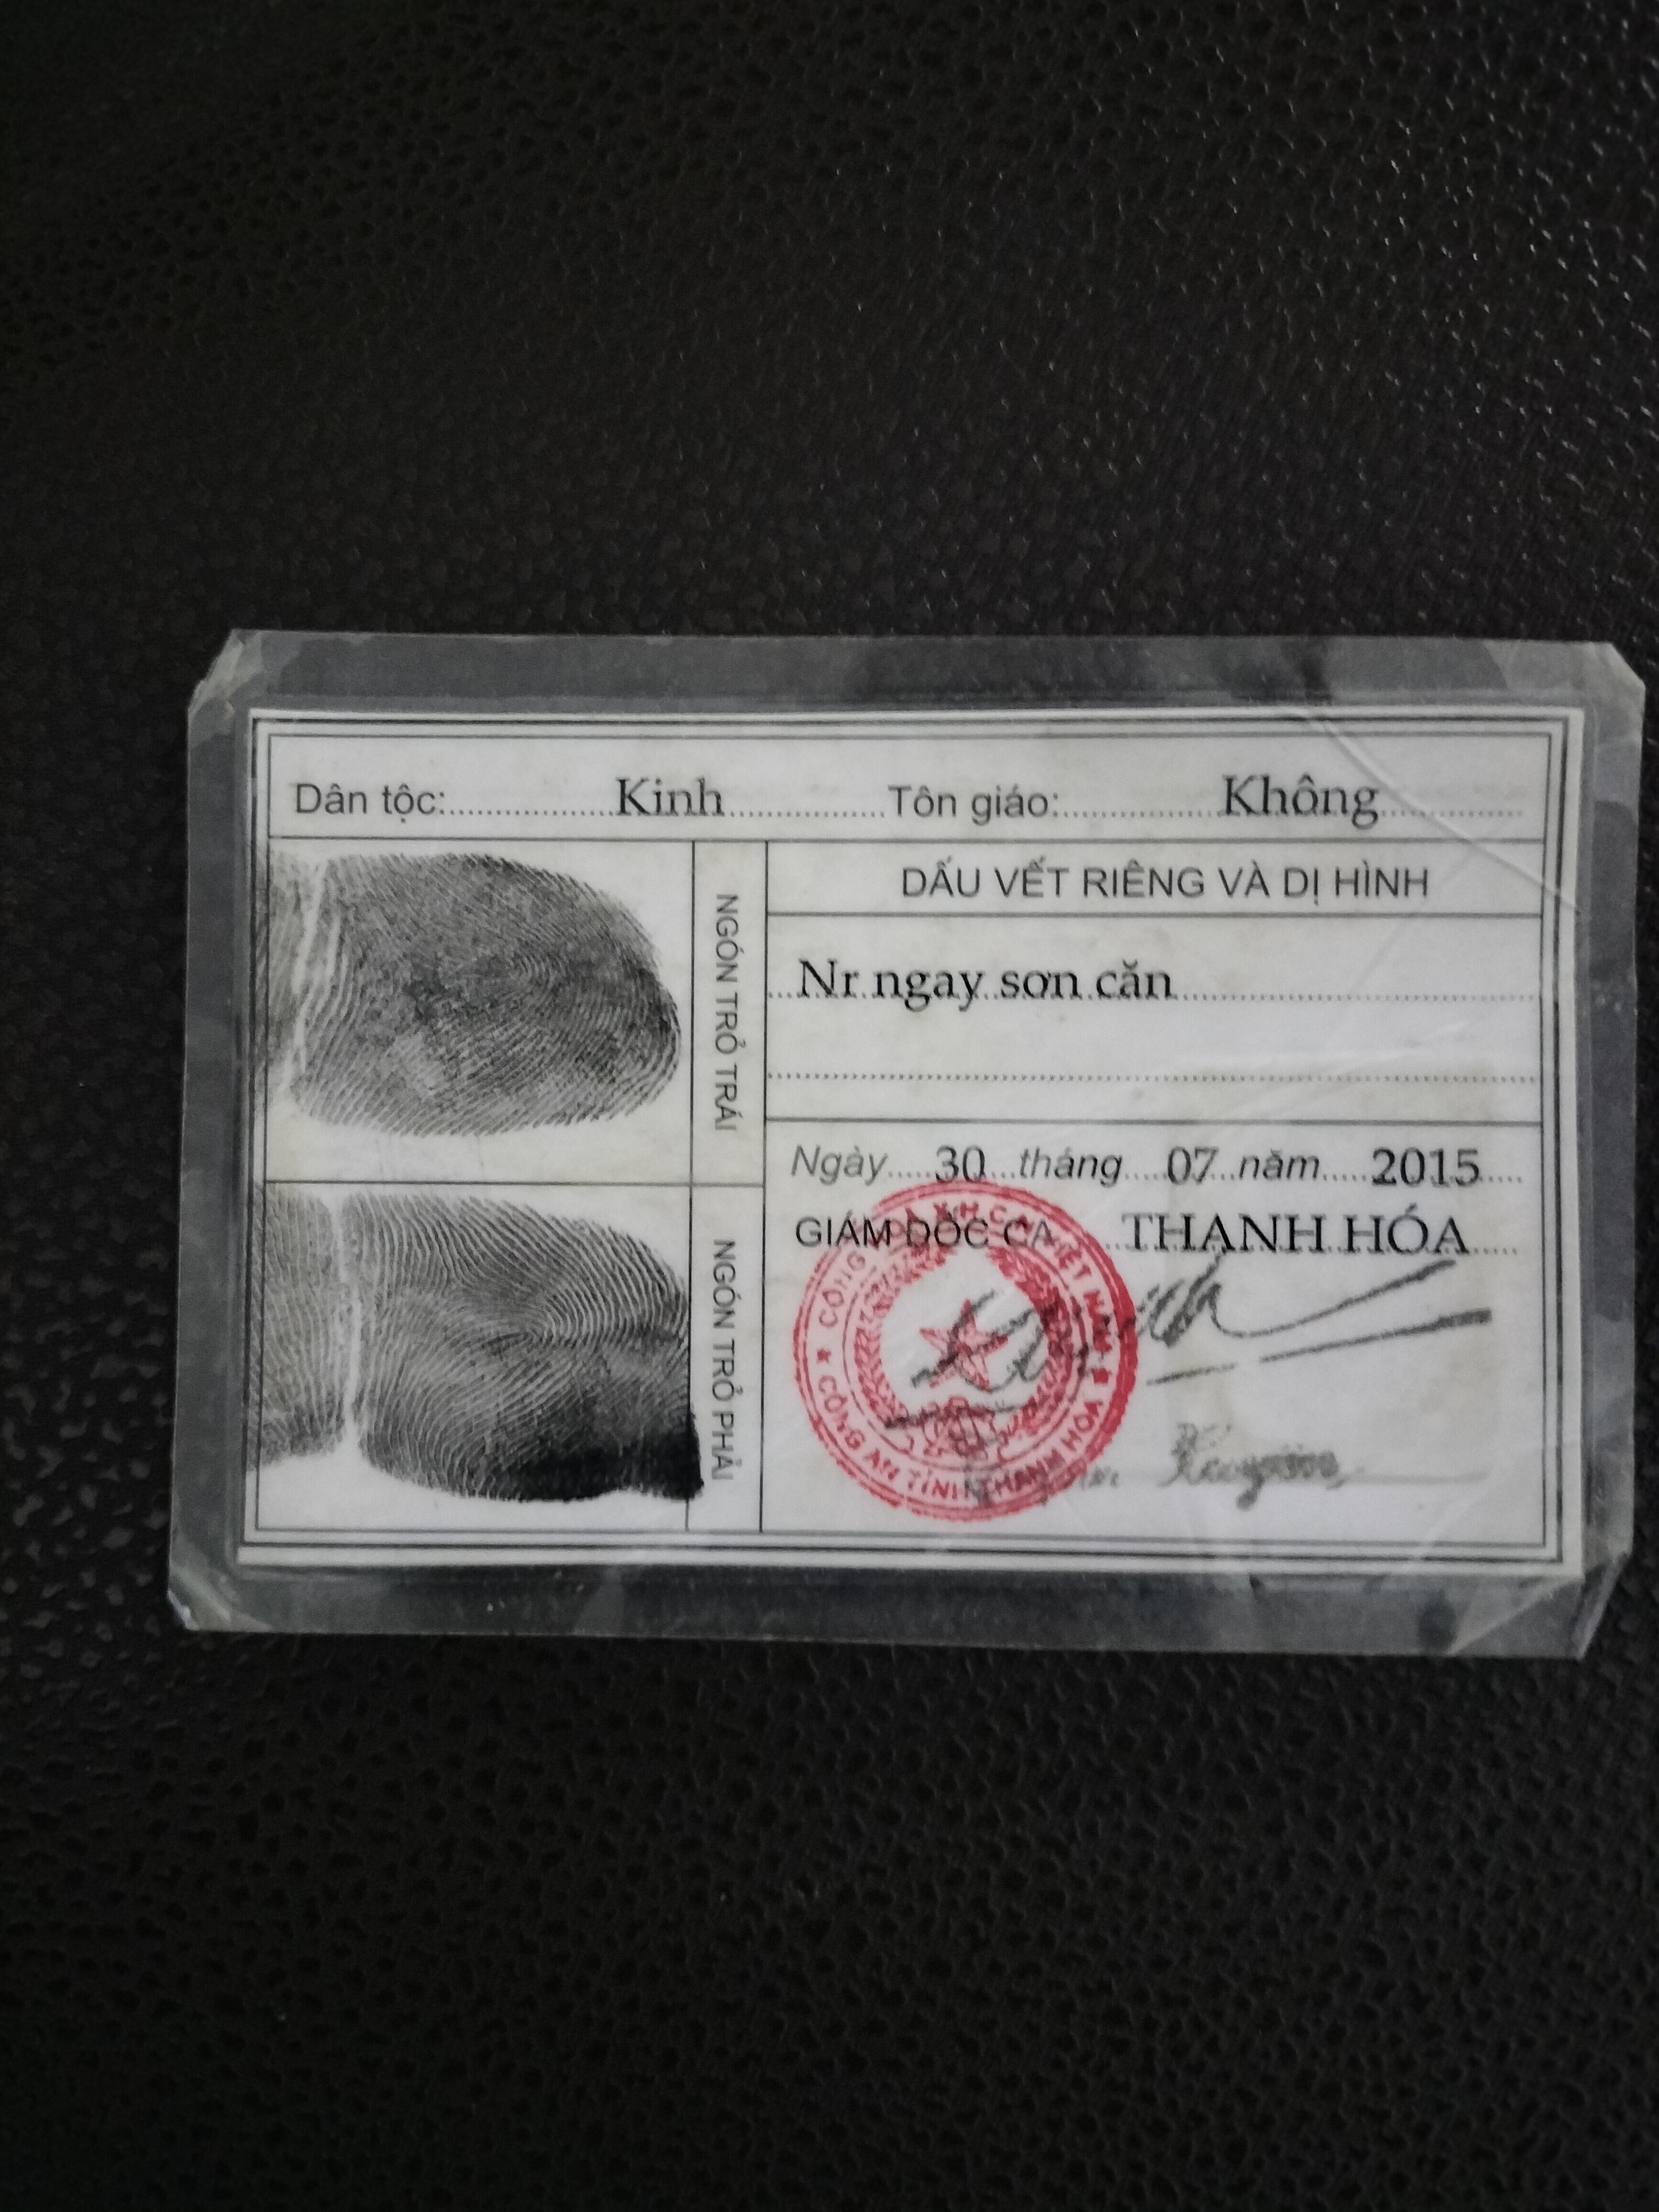 Dân tộc: Kinh Tôn giáo: Không
NGÓN TRỎ TRÁI
DẤU VẾT RIÊNG VÀ DỊ HÌNH
Nr ngay sơn căn
Ngày 30 tháng 07 năm 2015
GIÁM ĐỐC CA THANH HÓA
NGÓN TRỎ PHẢI
CÔNG AN TỈNH THANH HÓA